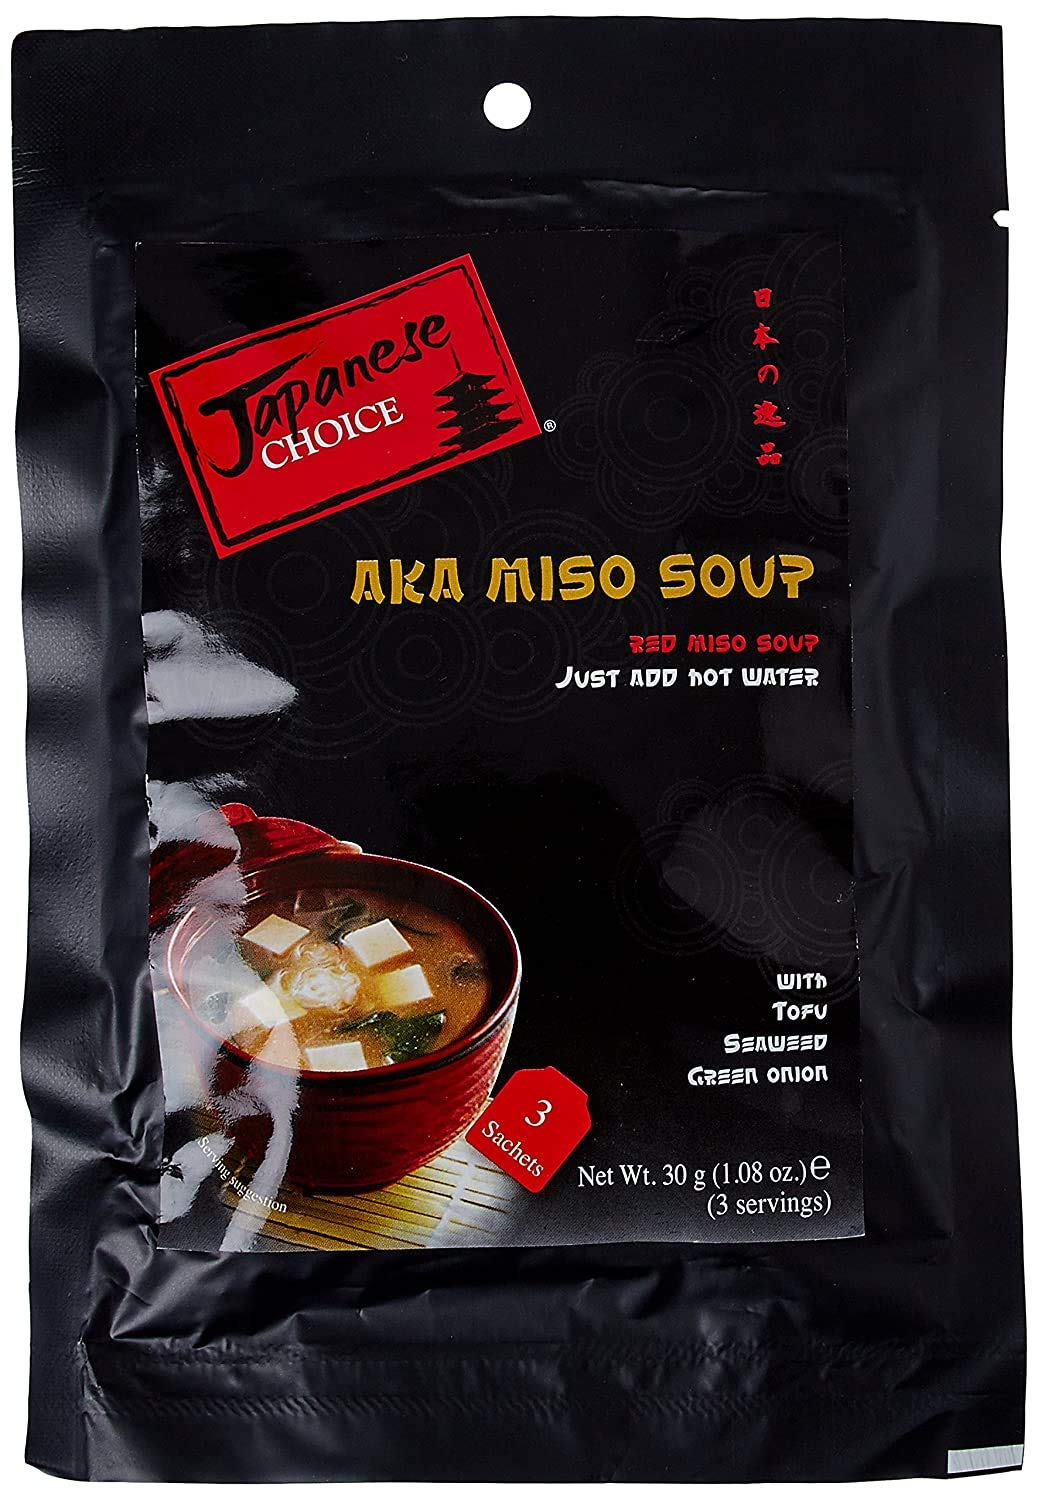 Japanese
CHOICE
®
日本の逸品
AKA MISO SOUP
RED MISO SOUP
JUST ADD HOT WATER
WITH
TOFU
SEAWEED
GREEN ONION
3
Sachets
Serving suggestion
Net Wt. 30 g (1.08 oz.) ℮
(3 servings)